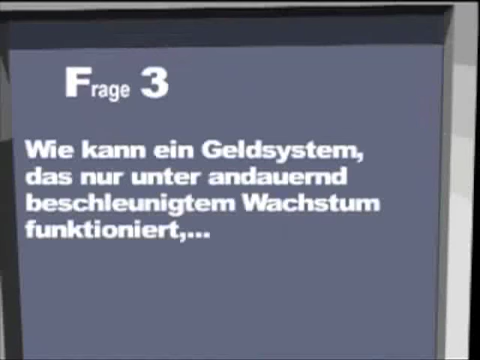 Frage 3
Wie kann ein Geldsystem,
das nur unter andauernd
beschleunigtem Wachstum
funktioniert,...